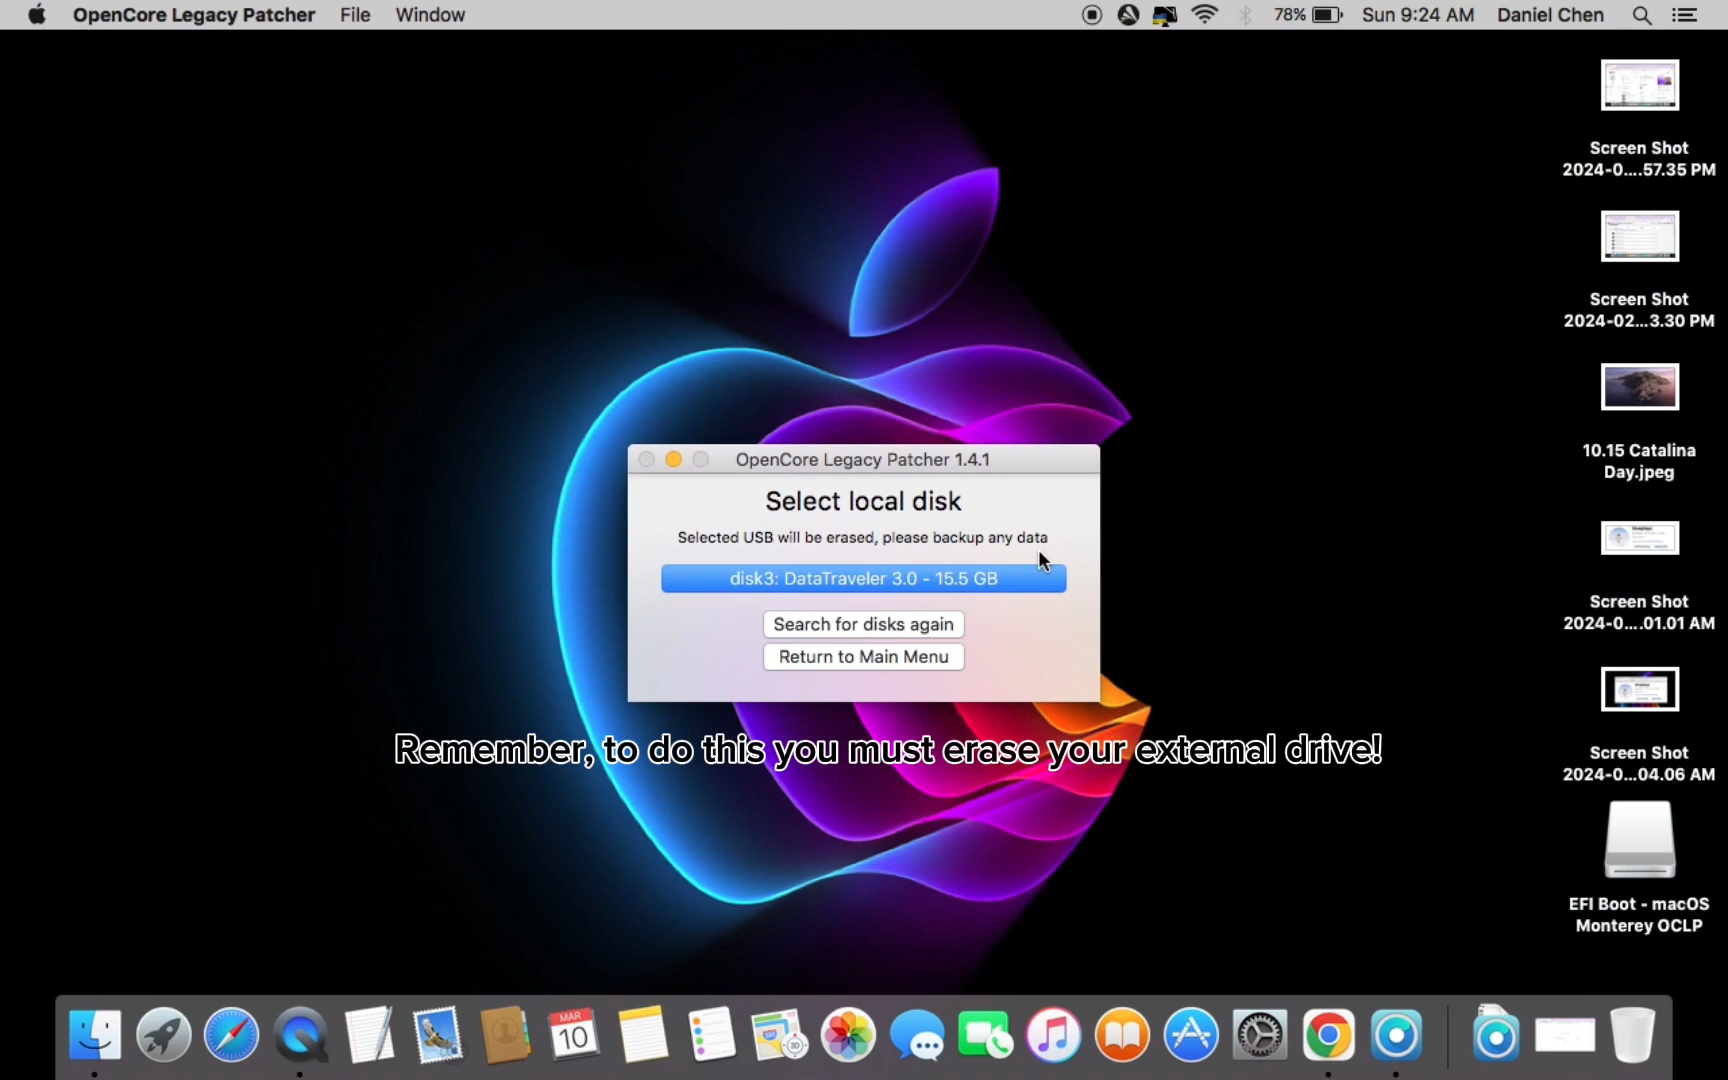 OpenCore Legacy Patcher File Window 78% Sun 9:24 AM Daniel Chen
Screen Shot
2024-0....57.35 PM
Screen Shot
2024-02...3.30 PM
10.15 Catalina
Day.jpeg
Screen Shot
2024-0....01.01 AM
Screen Shot
2024-0...04.06 AM
EFI Boot - macOS
Monterey OCLP
OpenCore Legacy Patcher 1.4.1
Select local disk
Selected USB will be erased, please backup any data
disk3: DataTraveler 3.0 - 15.5 GB
Search for disks again
Return to Main Menu
Remember, to do this you must erase your external drive!
MAR
10
3D